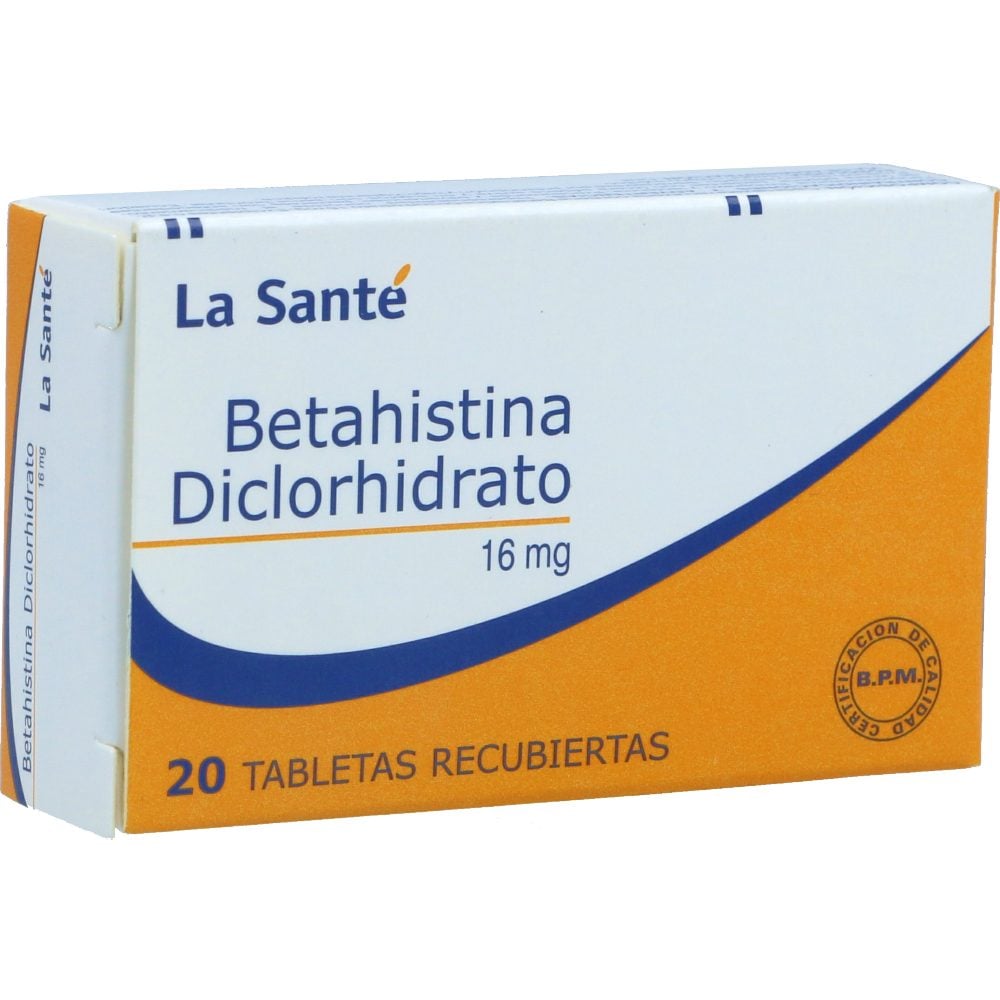 La Santé
Betahistina
Diclorhidrato
16 mg
20 TABLETAS RECUBIERTAS
CERTIFICACION DE CALIDAD
B.P.M.
La Santé
Betahistina Diclorhidrato
16 mg